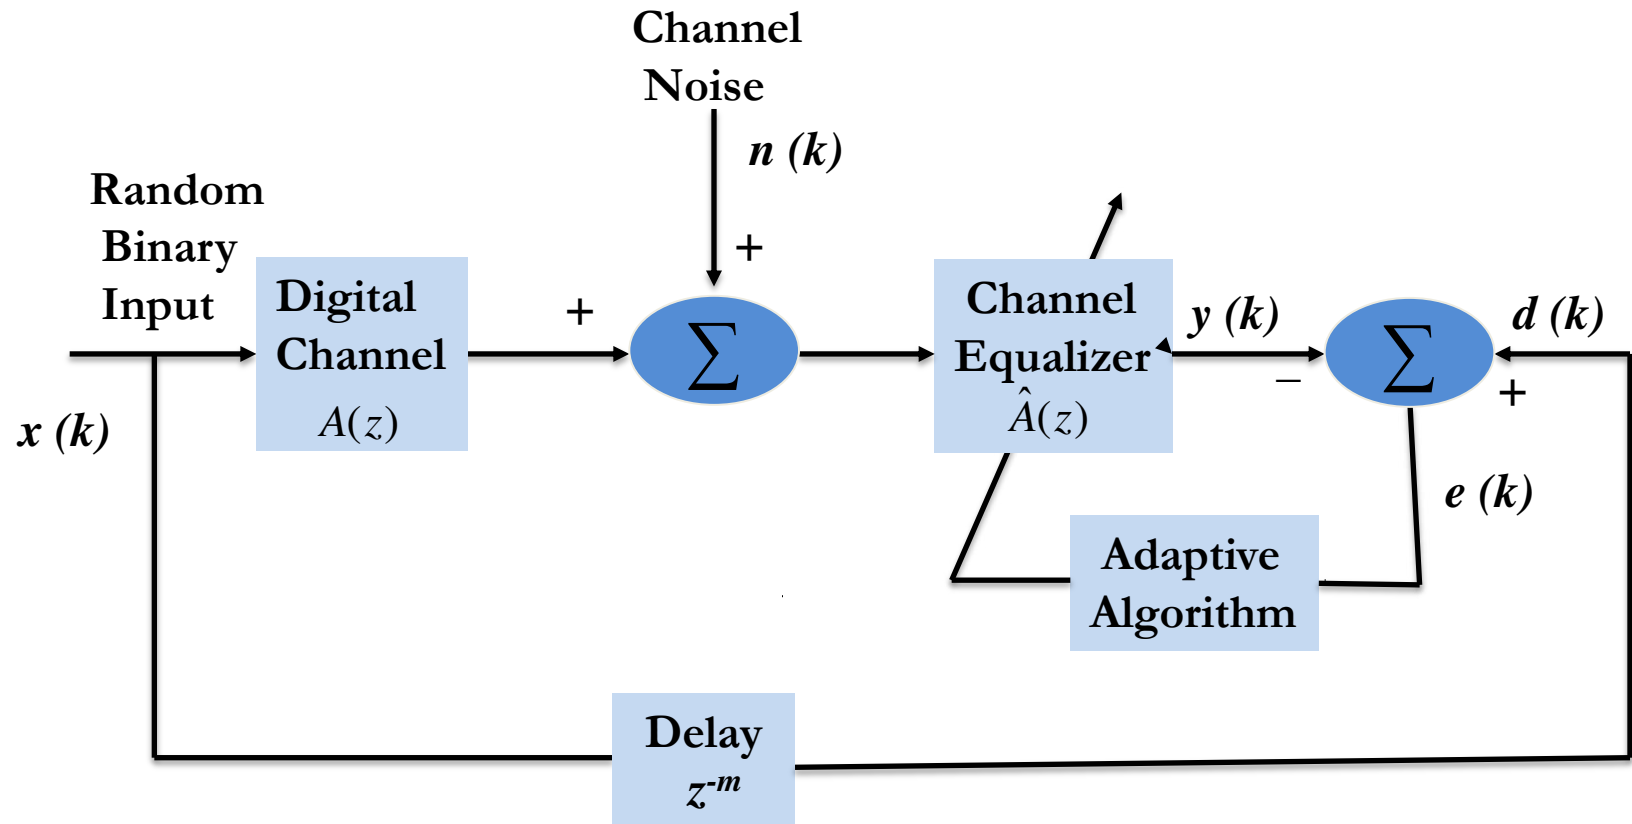 Channel
Noise
n (k)
Random
Binary
Input
+
Digital
Channel
A(z)
+
∑
Channel
Equalizer
Â(z)
y (k)
−
∑
d (k)
+
x (k)
e (k)
Adaptive
Algorithm
Delay
z⁻ᵐ